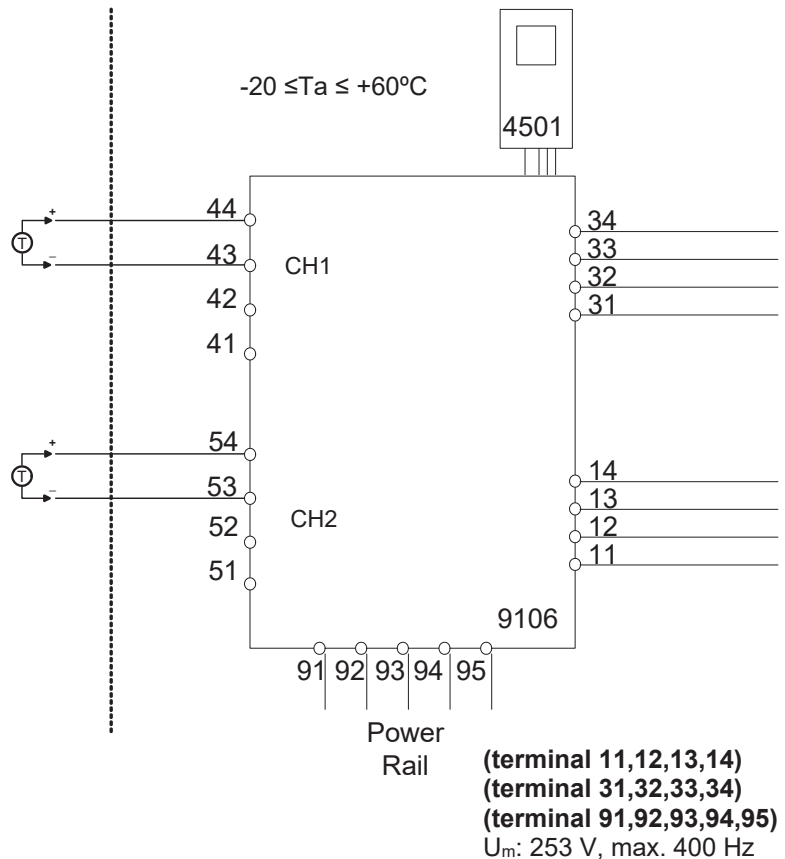 -20 ≤Ta ≤ +60ºC
4501
+
44
T
−
43
CH1
42
41
34
33
32
31
+
54
T
−
53
CH2
52
51
14
13
12
11
9106
91 92 93 94 95
Power
Rail
(terminal 11,12,13,14)
(terminal 31,32,33,34)
(terminal 91,92,93,94,95)
Um: 253 V, max. 400 Hz